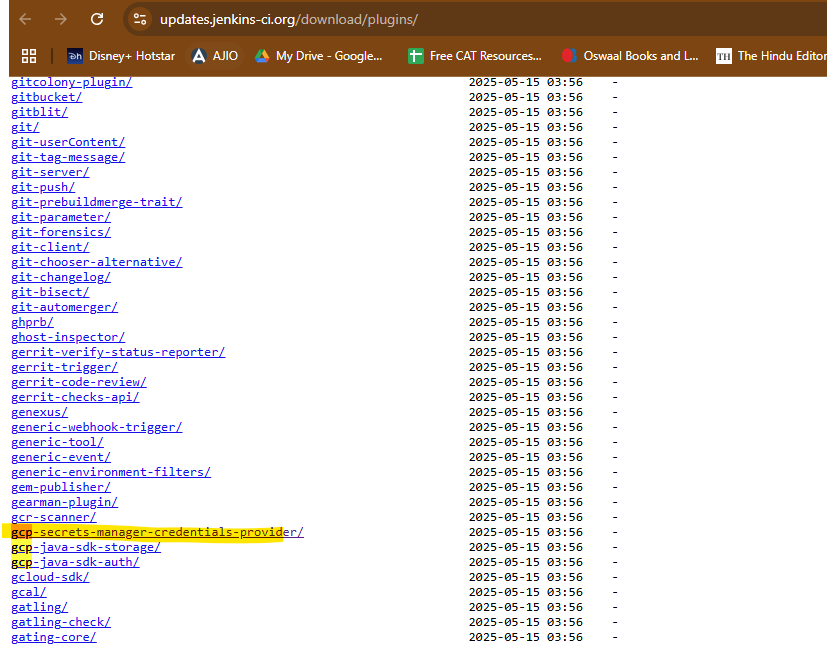 updates.jenkins-ci.org/download/plugins/
Disney+ Hotstar AJIO My Drive - Google... Free CAT Resources... Oswaal Books and L... TH The Hindu Editor
gitcolony-plugin/ 2025-05-15 03:56 -
gitbucket/ 2025-05-15 03:56 -
gitblit/ 2025-05-15 03:56 -
git/ 2025-05-15 03:56 -
git-userContent/ 2025-05-15 03:56 -
git-tag-message/ 2025-05-15 03:56 -
git-server/ 2025-05-15 03:56 -
git-push/ 2025-05-15 03:56 -
git-prebuildmerge-trait/ 2025-05-15 03:56 -
git-parameter/ 2025-05-15 03:56 -
git-forensics/ 2025-05-15 03:56 -
git-client/ 2025-05-15 03:56 -
git-chooser-alternative/ 2025-05-15 03:56 -
git-changelog/ 2025-05-15 03:56 -
git-bisect/ 2025-05-15 03:56 -
git-automerger/ 2025-05-15 03:56 -
ghprb/ 2025-05-15 03:56 -
ghost-inspector/ 2025-05-15 03:56 -
gerrit-verify-status-reporter/ 2025-05-15 03:56 -
gerrit-trigger/ 2025-05-15 03:56 -
gerrit-code-review/ 2025-05-15 03:56 -
gerrit-checks-api/ 2025-05-15 03:56 -
genexus/ 2025-05-15 03:56 -
generic-webhook-trigger/ 2025-05-15 03:56 -
generic-tool/ 2025-05-15 03:56 -
generic-event/ 2025-05-15 03:56 -
generic-environment-filters/ 2025-05-15 03:56 -
gem-publisher/ 2025-05-15 03:56 -
gearman-plugin/ 2025-05-15 03:56 -
gcr-scanner/ 2025-05-15 03:56 -
gcp-secrets-manager-credentials-provider/ 2025-05-15 03:56 -
gcp-java-sdk-storage/ 2025-05-15 03:56 -
gcp-java-sdk-auth/ 2025-05-15 03:56 -
gcloud-sdk/ 2025-05-15 03:56 -
gcal/ 2025-05-15 03:56 -
gatling/ 2025-05-15 03:56 -
gatling-check/ 2025-05-15 03:56 -
gating-core/ 2025-05-15 03:56 -